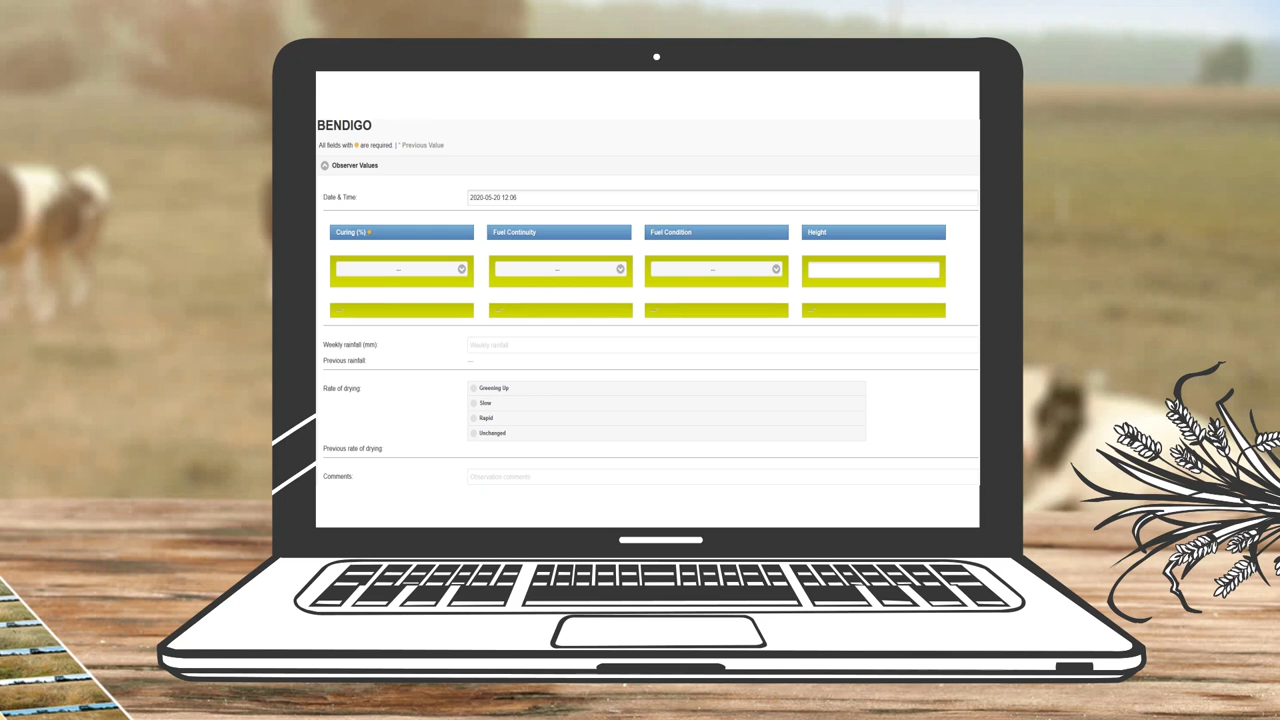 BENDIGO
All fields with are required. | * Previous Value
Observer Values
Date & Time: 2020-05-20 12:06
Curing (%) Fuel Continuity Fuel Condition Height
--- --- ---
---* ---* ---* ---*
Weekly rainfall (mm): Weekly rainfall
Previous rainfall: ---
Rate of drying: Greening Up
Slow
Rapid
Unchanged
Previous rate of drying:
Comments: Observation comments